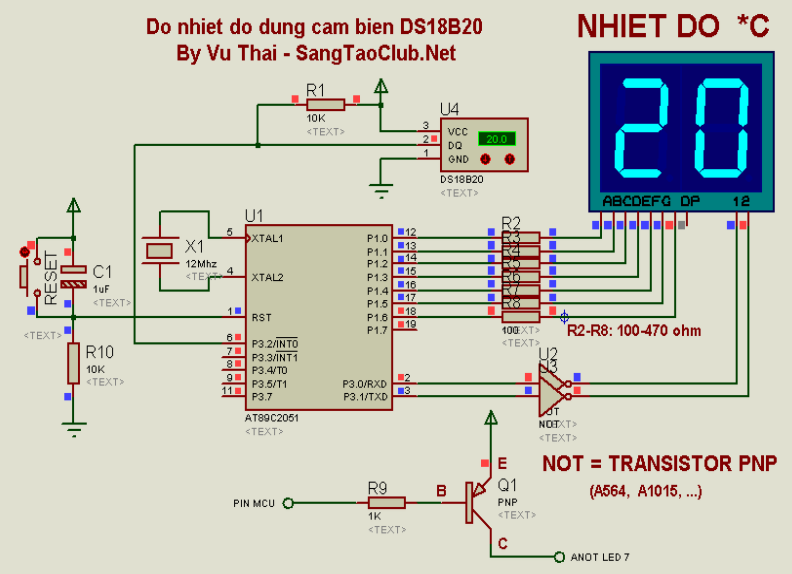 Do nhiet do dung cam bien DS18B20
By Vu Thai - SangTaoClub.Net
NHIET DO *C
20
ABCDEFG DP 12
R1
10K
<TEXT>
U4
3 VCC
2 DQ
1 GND
20.0
DS18B20
<TEXT>
RESET
<TEXT>
C1
1uF
<TEXT>
R10
10K
<TEXT>
X1
12Mhz
<TEXT>
U1
5 XTAL1
4 XTAL2
1 RST
6 P3.2/INT0
7 P3.3/INT1
8 P3.4/T0
9 P3.5/T1
11 P3.7
P1.0 12
P1.1 13
P1.2 14
P1.3 15
P1.4 16
P1.5 17
P1.6 18
P1.7 19
P3.0/RXD 2
P3.1/TXD 3
AT89C2051
<TEXT>
R2
R3
R4
R5
R6
R7
R8
100
<TEXT>
R2-R8: 100-470 ohm
U2
U3
NOT
<TEXT>
<TEXT>
NOT = TRANSISTOR PNP
(A564, A1015, ...)
PIN MCU
R9
1K
<TEXT>
B
E
C
Q1
PNP
<TEXT>
ANOT LED 7